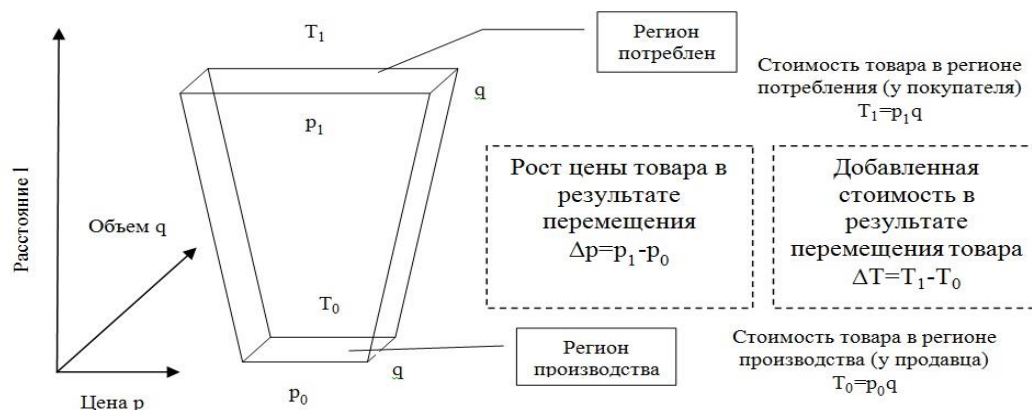 T1
Регион
потреблен
Стоимость товара в регионе
потребления (у покупателя)
T1=p1q
q
p1
Рост цены товара в
результате
перемещения
Δp=p1-p0
Добавленная
стоимость в
результате
перемещения товара
ΔT=T1-T0
Расстояние l
Объем q
T0
Регион
производства
Стоимость товара в регионе
производства (у продавца)
T0=p0q
q
Цена p
p0